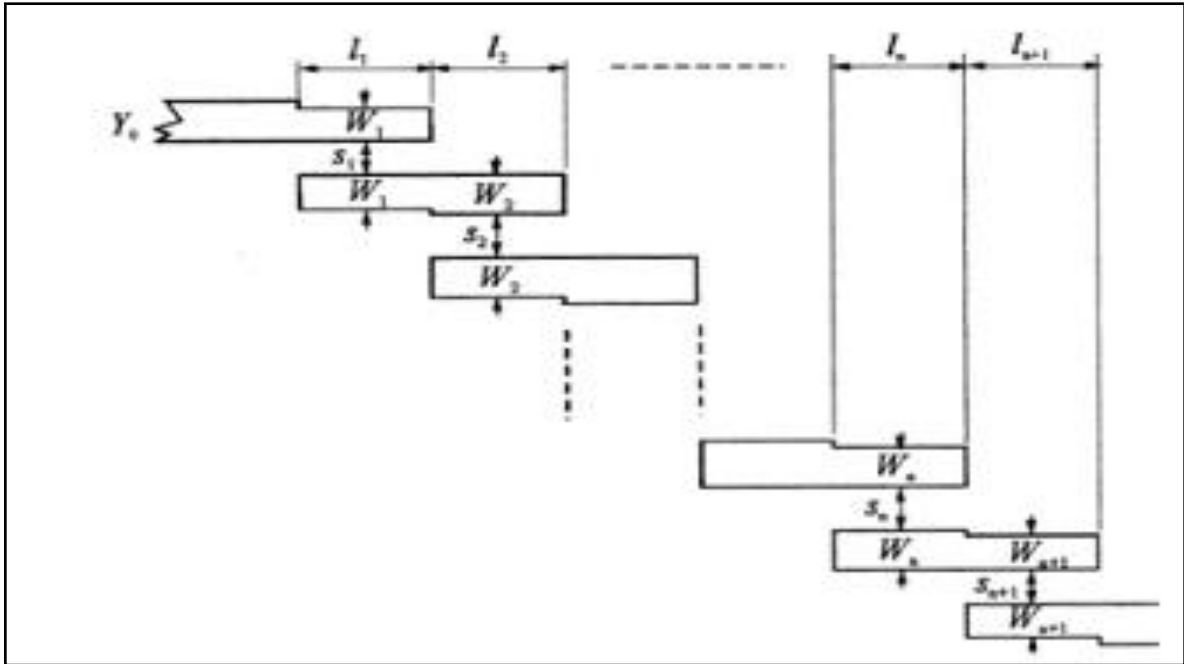 l₁ l₂ lₙ lₙ₊₁
Y₀
W₁
s₁
W₁ W₂
s₂
W₂
Wₙ
sₙ
Wₙ Wₙ₊₁
sₙ₊₁
Wₙ₊₁